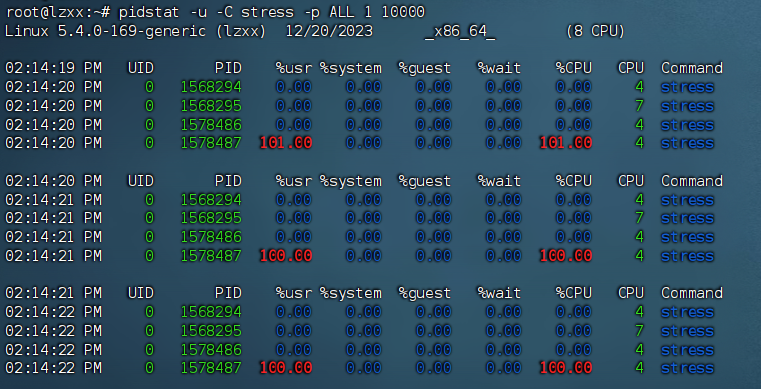 root@lzxx:~# pidstat -u -C stress -p ALL 1 10000
Linux 5.4.0-169-generic (lzxx) 12/20/2023 _x86_64_ (8 CPU)
02:14:19 PM UID PID %usr %system %guest %wait %CPU CPU Command
02:14:20 PM 0 1568294 0.00 0.00 0.00 0.00 0.00 4 stress
02:14:20 PM 0 1568295 0.00 0.00 0.00 0.00 0.00 7 stress
02:14:20 PM 0 1578486 0.00 0.00 0.00 0.00 0.00 4 stress
02:14:20 PM 0 1578487 101.00 0.00 0.00 0.00 101.00 4 stress
02:14:20 PM UID PID %usr %system %guest %wait %CPU CPU Command
02:14:21 PM 0 1568294 0.00 0.00 0.00 0.00 0.00 4 stress
02:14:21 PM 0 1568295 0.00 0.00 0.00 0.00 0.00 7 stress
02:14:21 PM 0 1578486 0.00 0.00 0.00 0.00 0.00 4 stress
02:14:21 PM 0 1578487 100.00 0.00 0.00 0.00 100.00 4 stress
02:14:21 PM UID PID %usr %system %guest %wait %CPU CPU Command
02:14:22 PM 0 1568294 0.00 0.00 0.00 0.00 0.00 4 stress
02:14:22 PM 0 1568295 0.00 0.00 0.00 0.00 0.00 7 stress
02:14:22 PM 0 1578486 0.00 0.00 0.00 0.00 0.00 4 stress
02:14:22 PM 0 1578487 100.00 0.00 0.00 0.00 100.00 4 stress